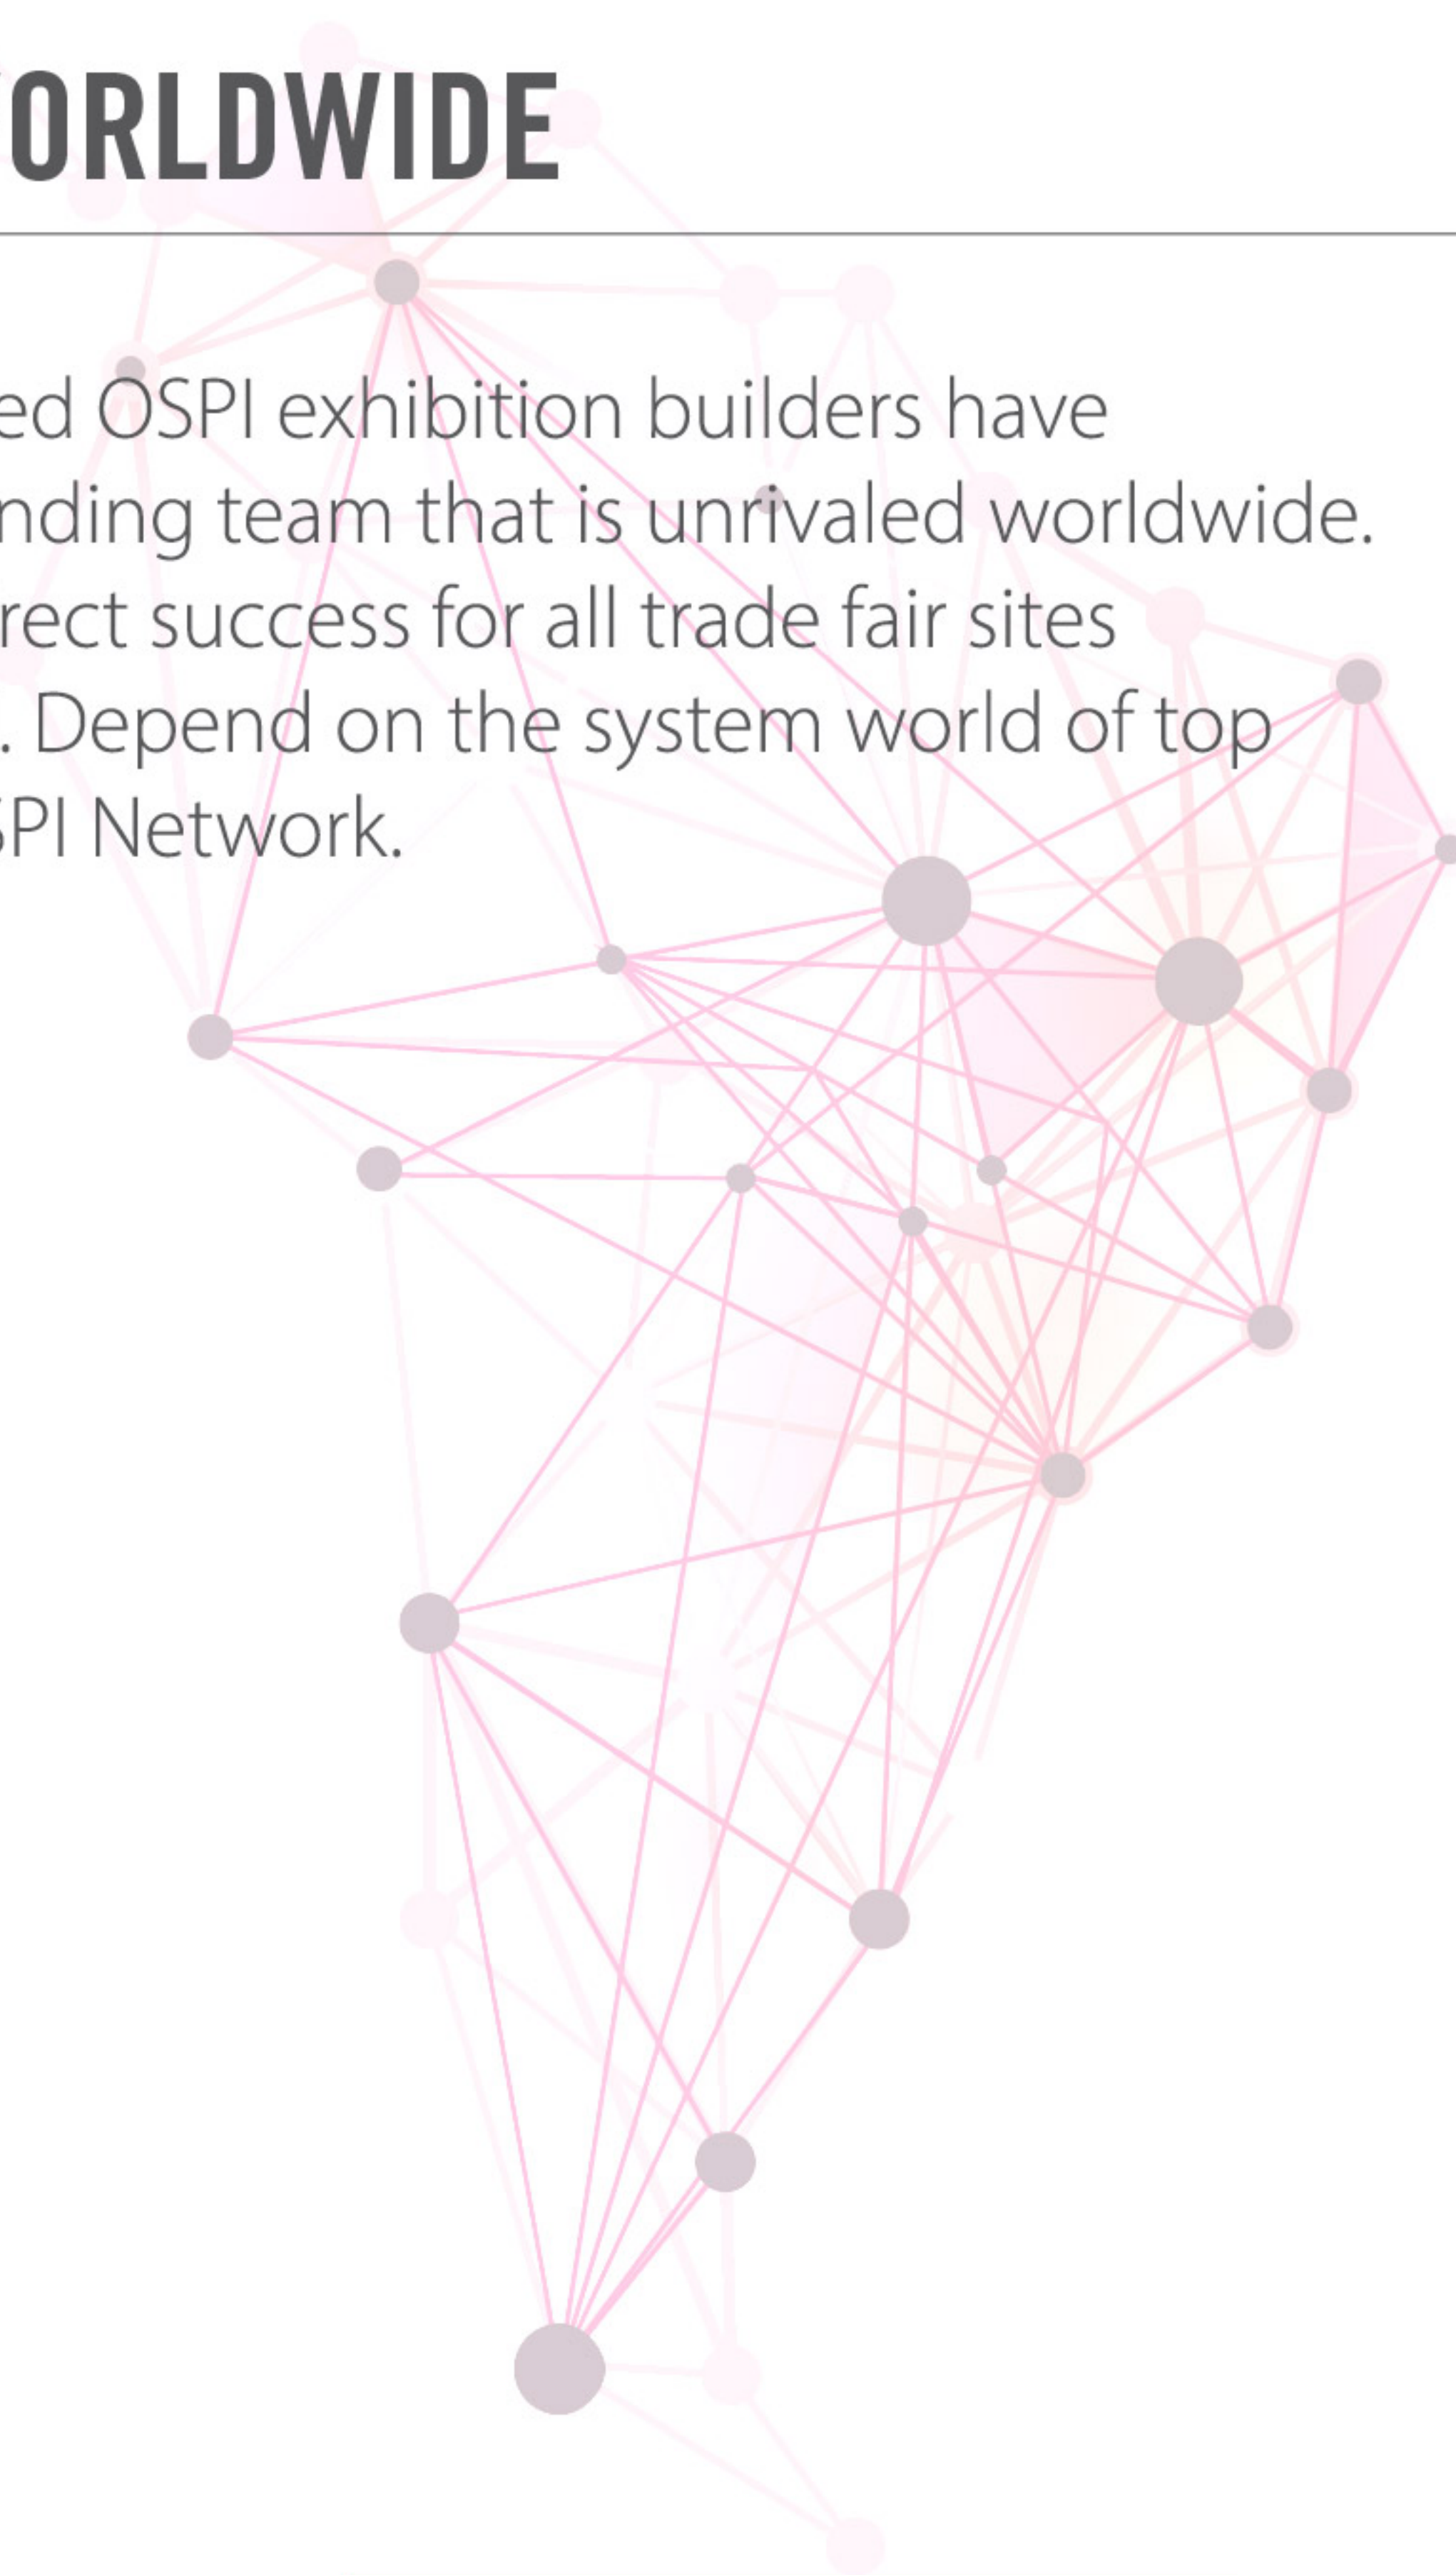 ORLDWIDE
ed OSPI exhibition builders have
nding team that is unrivaled worldwide.
rect success for all trade fair sites
. Depend on the system world of top
SPI Network.